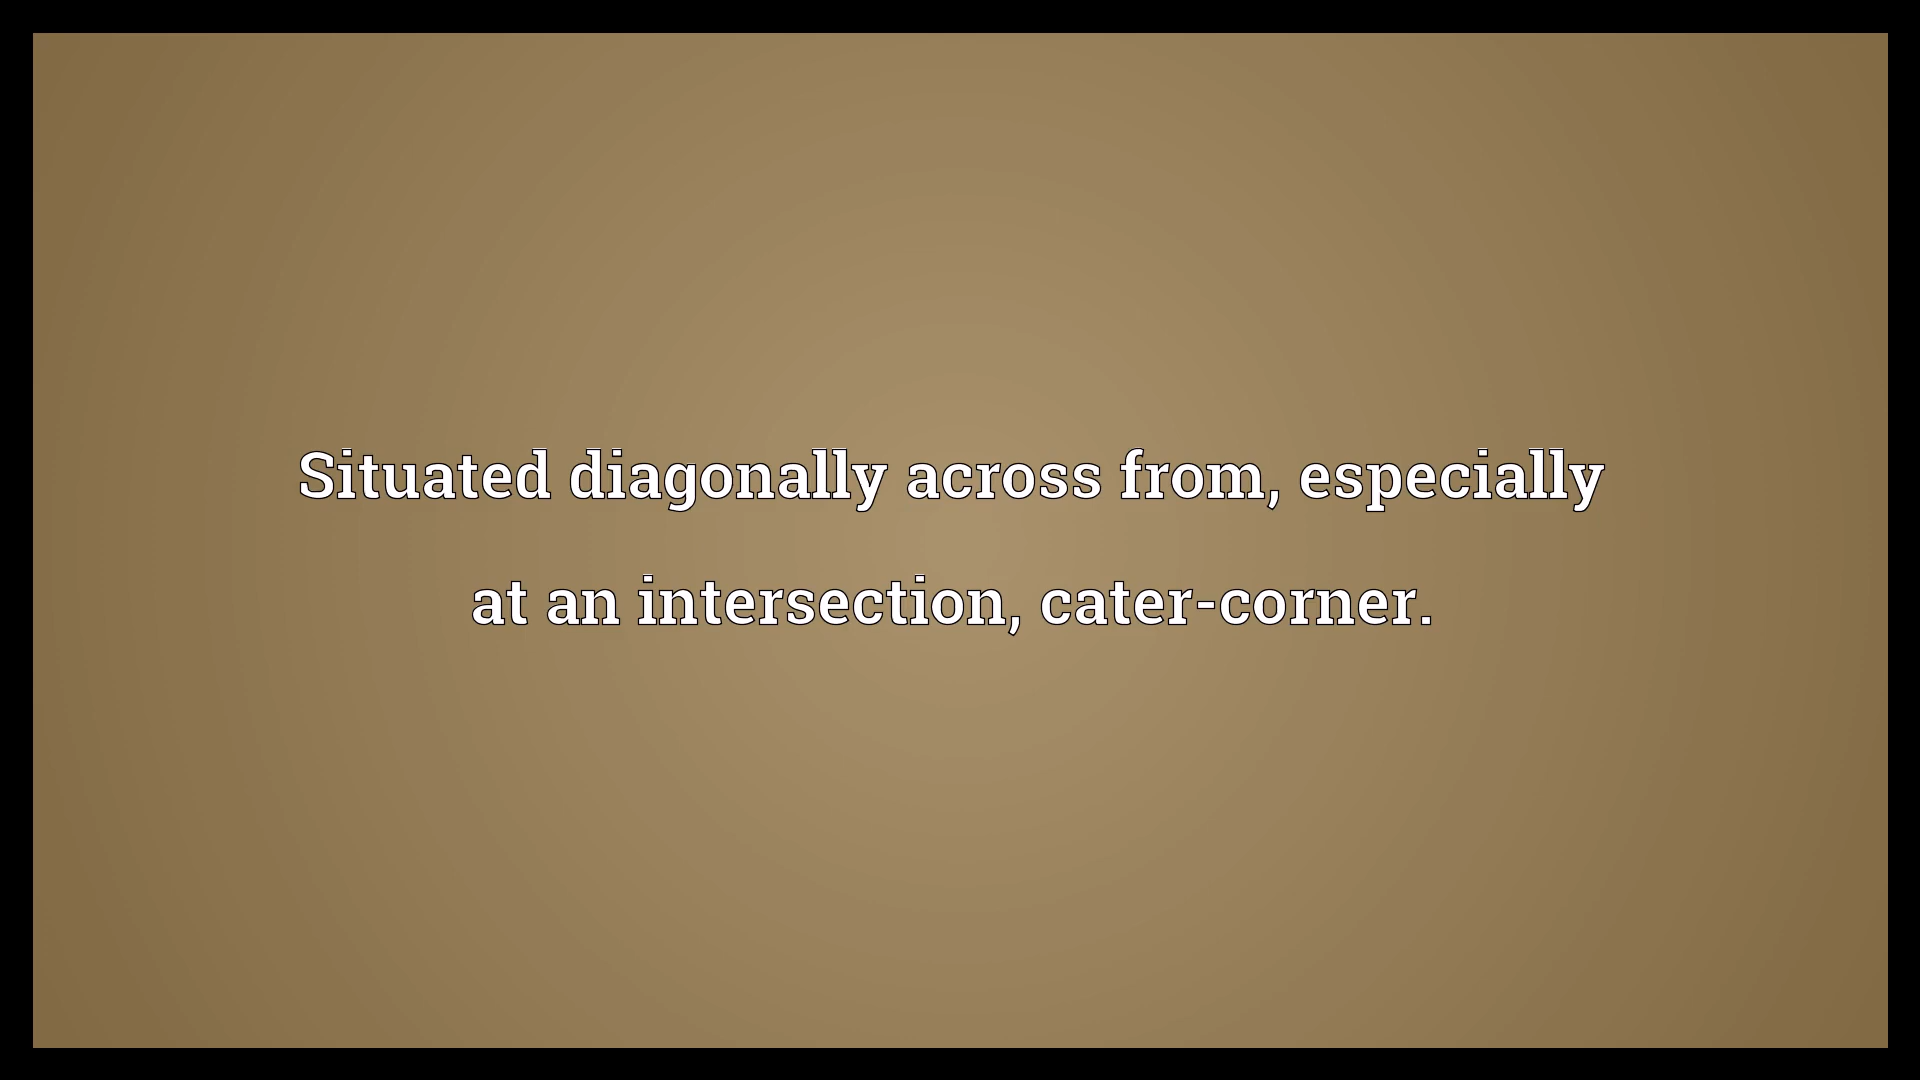 Situated diagonally across from, especially
at an intersection, cater-corner.